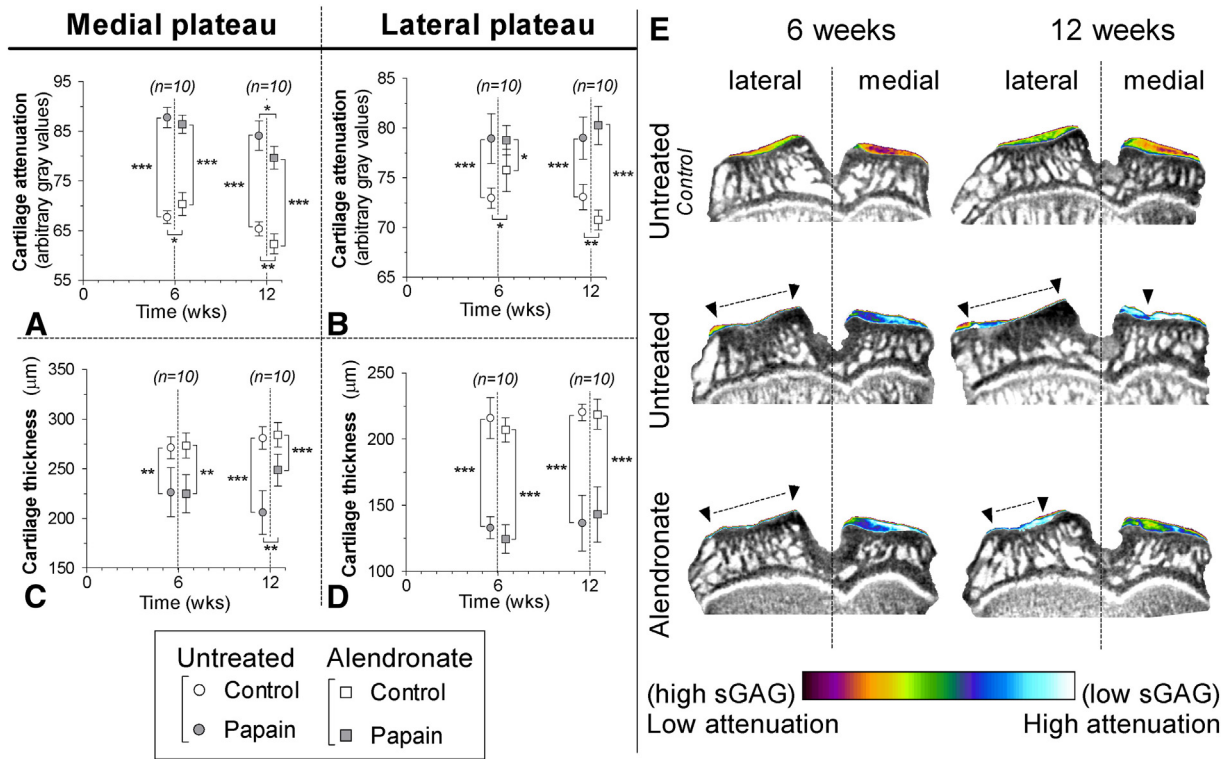 Medial plateau
Lateral plateau
Cartilage attenuation
(arbitrary gray values)
95
85
75
65
55
(n=10)
(n=10)
***
***
*
*
***
***
**
0
6
12
Time (wks)
A
Cartilage attenuation
(arbitrary gray values)
85
80
75
70
65
(n=10)
(n=10)
***
*
*
***
***
**
0
6
12
Time (wks)
B
Cartilage thickness (μm)
350
300
250
200
150
(n=10)
(n=10)
**
**
***
***
**
0
6
12
Time (wks)
C
Cartilage thickness (μm)
250
200
150
100
(n=10)
(n=10)
***
***
***
***
0
6
12
Time (wks)
D
Untreated
Alendronate
Control
Control
Papain
Papain
E
6 weeks
12 weeks
lateral
medial
lateral
medial
Untreated
Control
Untreated
Alendronate
(high sGAG)
(low sGAG)
Low attenuation
High attenuation